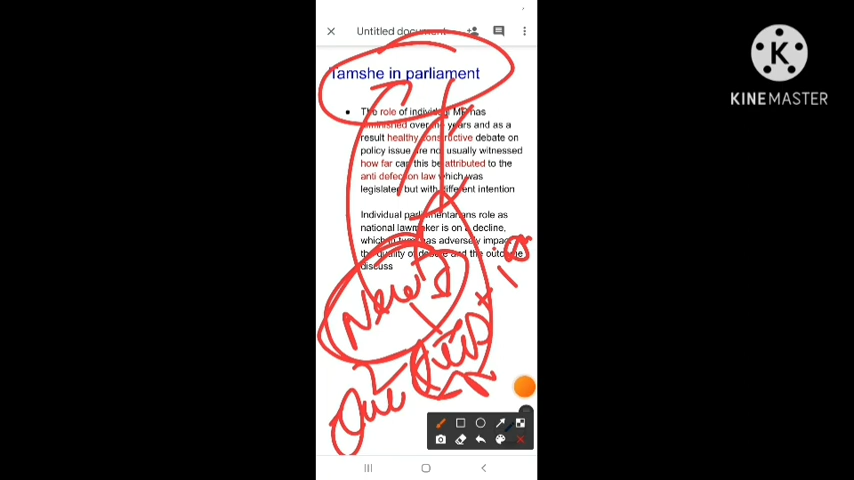 Untitled document
Tamshe in parliament
The role of individual MP has
diminished over the years and as a
result healthy constructive debate on
policy issue are not usually witnessed
how far can this be attributed to the
anti defection law which was
legislated but with different intention
Individual parliamentarians role as
national lawmaker is on a decline,
which in turn has adversely impact
the quality of debate and the outcome
discuss
K
KINEMASTER